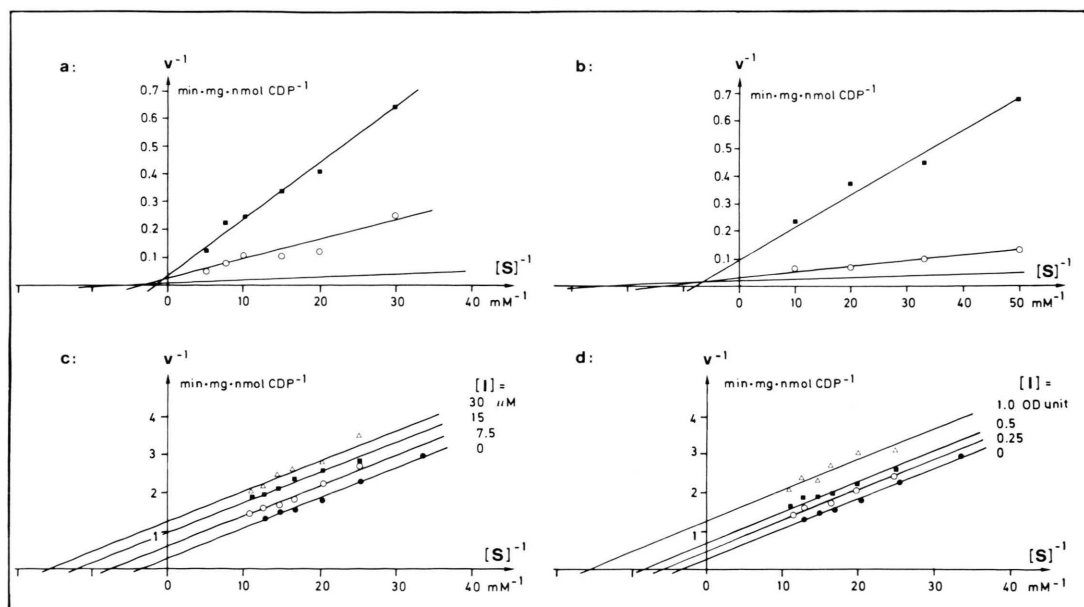 a:
v⁻¹
min·mg·nmol CDP⁻¹
0.7
0.6
0.5
0.4
0.3
0.2
0.1
0 10 20 30
[S]⁻¹
mM⁻¹
b:
v⁻¹
min·mg·nmol CDP⁻¹
0.7
0.6
0.5
0.4
0.3
0.2
0.1
0 10 20 30 40 50
[S]⁻¹
mM⁻¹
c:
v⁻¹
min·mg·nmol CDP⁻¹
[I] =
30 μM
15
7.5
0
4
3
2
1
0 10 20 30 40
[S]⁻¹
mM⁻¹
d:
v⁻¹
min·mg·nmol CDP⁻¹
[I] =
1.0 OD unit
0.5
0.25
0
4
3
2
1
0 10 20 30 40
[S]⁻¹
mM⁻¹